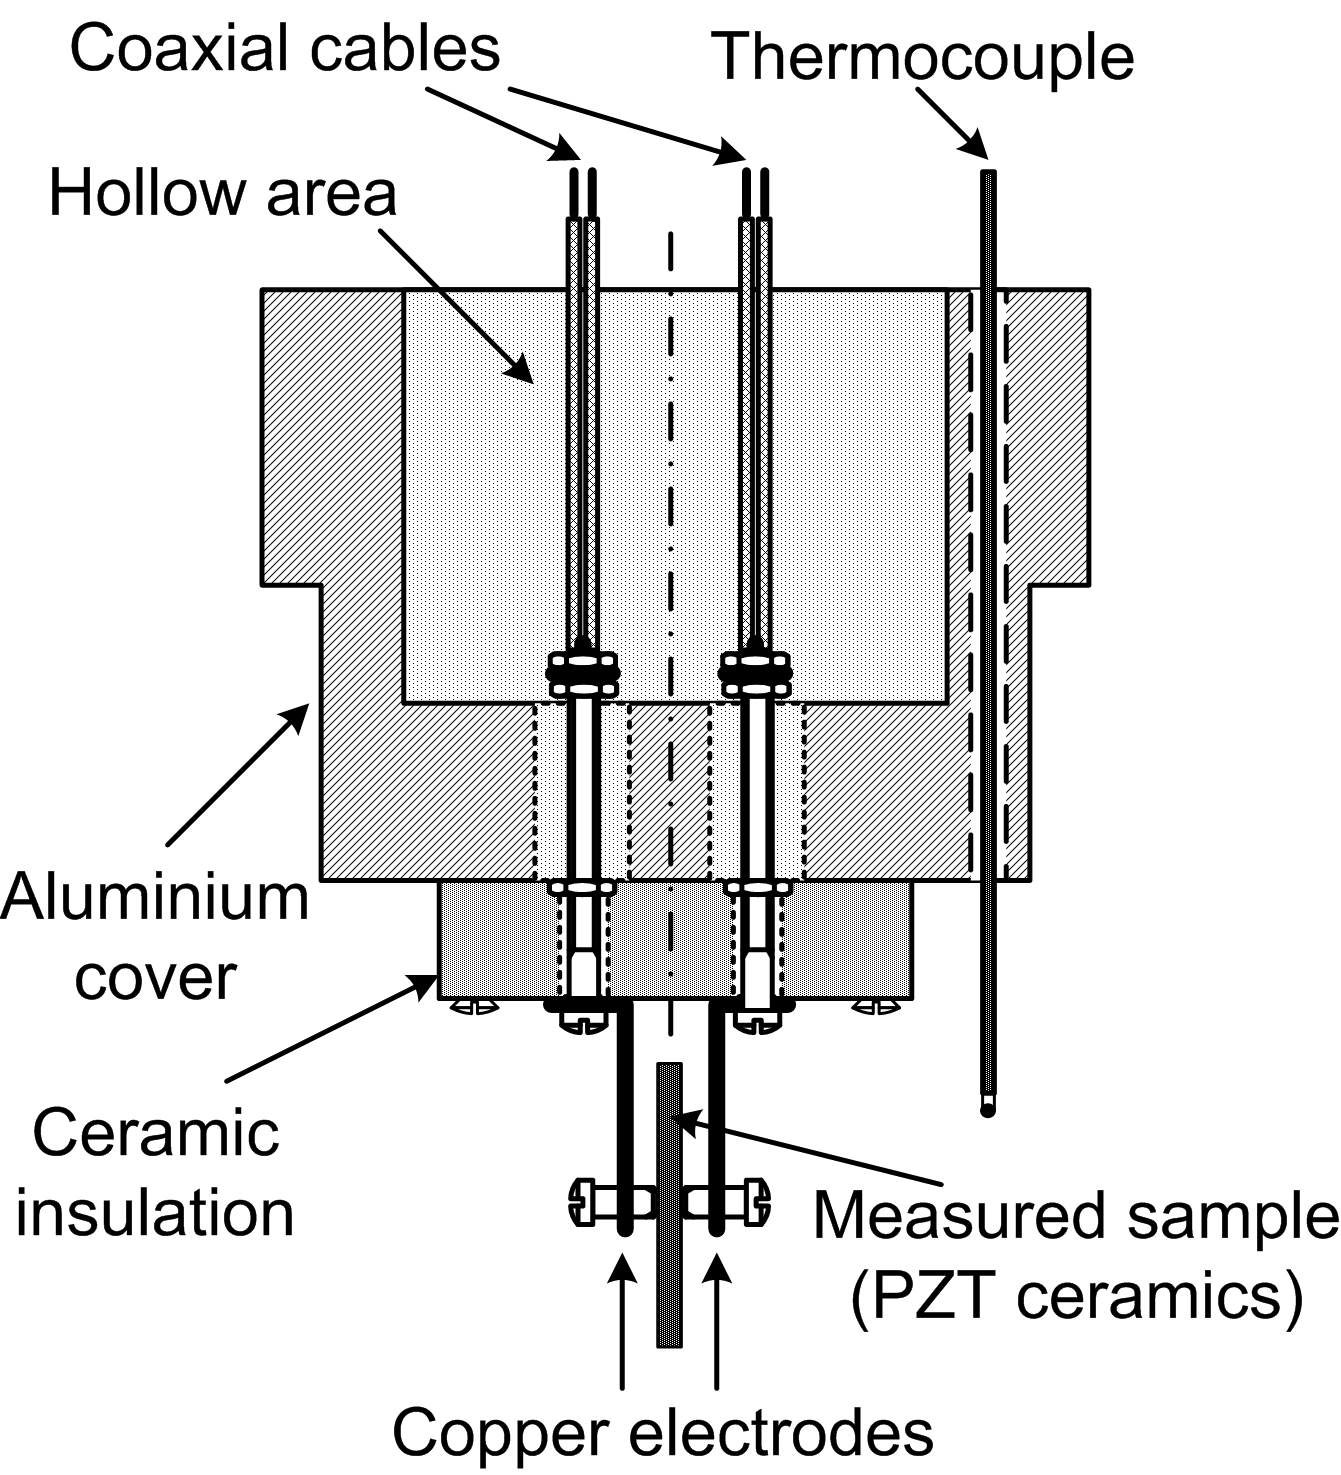 Coaxial cables
Thermocouple
Hollow area
Aluminium
cover
Ceramic
insulation
Measured sample
(PZT ceramics)
Copper electrodes